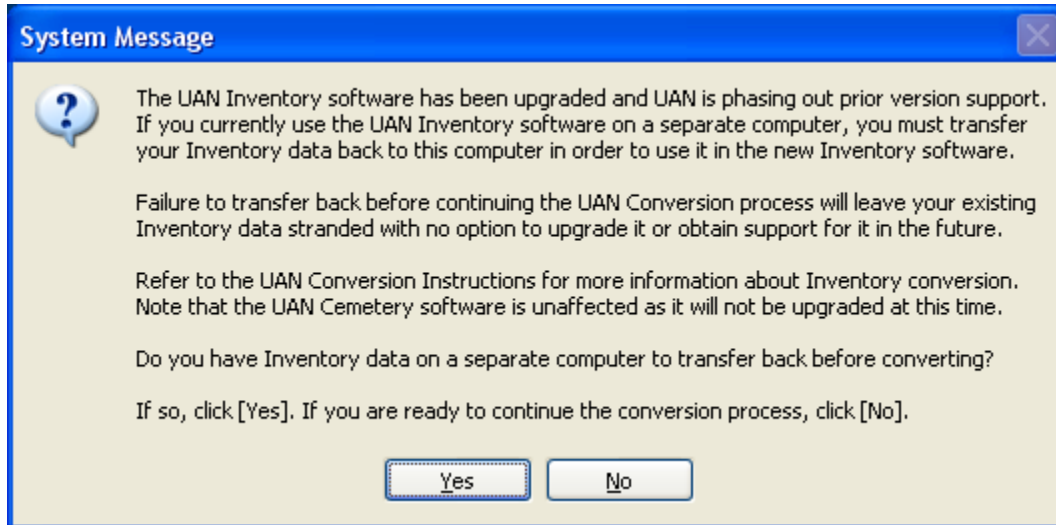 System Message
The UAN Inventory software has been upgraded and UAN is phasing out prior version support.
If you currently use the UAN Inventory software on a separate computer, you must transfer
your Inventory data back to this computer in order to use it in the new Inventory software.
Failure to transfer back before continuing the UAN Conversion process will leave your existing
Inventory data stranded with no option to upgrade it or obtain support for it in the future.
Refer to the UAN Conversion Instructions for more information about Inventory conversion.
Note that the UAN Cemetery software is unaffected as it will not be upgraded at this time.
Do you have Inventory data on a separate computer to transfer back before converting?
If so, click [Yes]. If you are ready to continue the conversion process, click [No].
Yes No